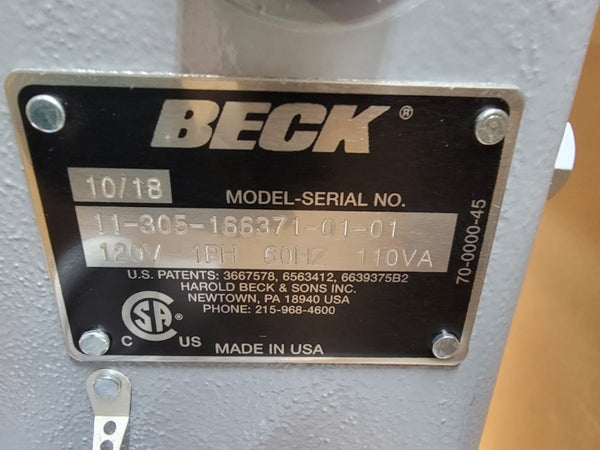 BECK®
10/18
MODEL-SERIAL NO.
11-305-166371-01-01
120V 1PH 60HZ 110VA
U.S. PATENTS: 3667578, 6563412, 6639375B2
HAROLD BECK & SONS INC.
NEWTOWN, PA 18940 USA
PHONE: 215-968-4600
CSA®
C US
MADE IN USA
70-0000-45